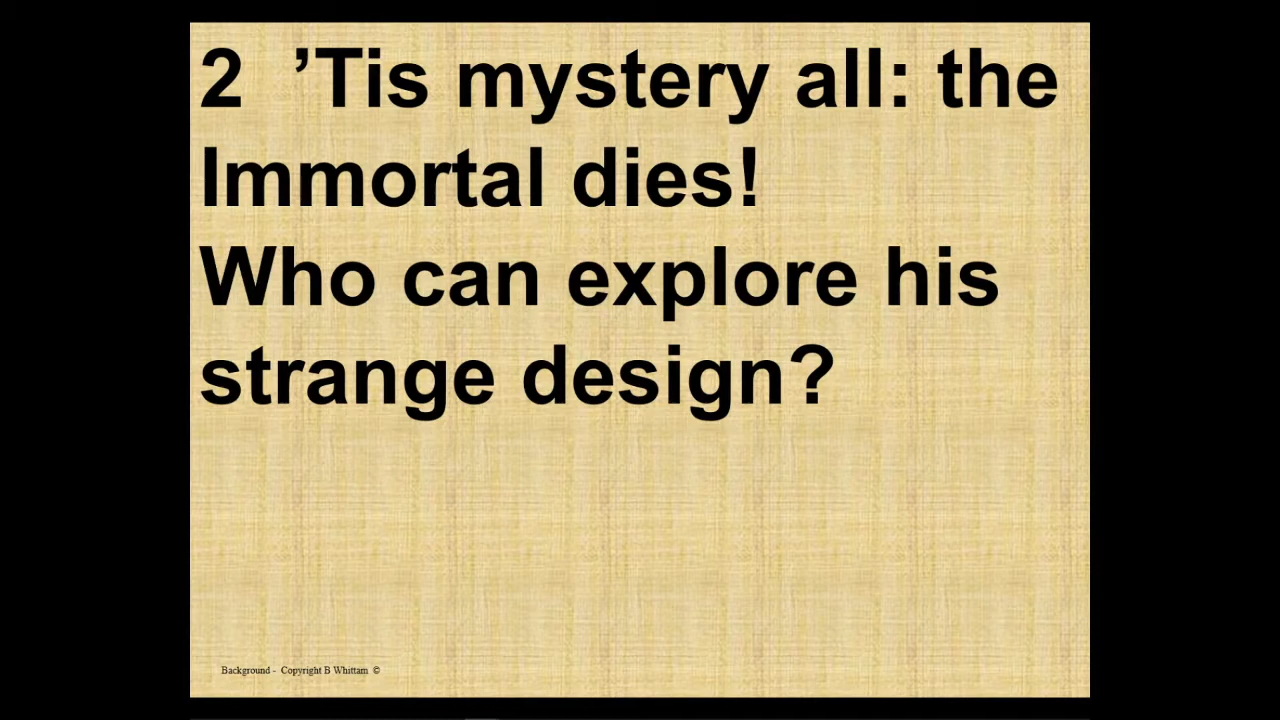 2 ’Tis mystery all: the
Immortal dies!
Who can explore his
strange design?
Background - Copyright B Whittam ©